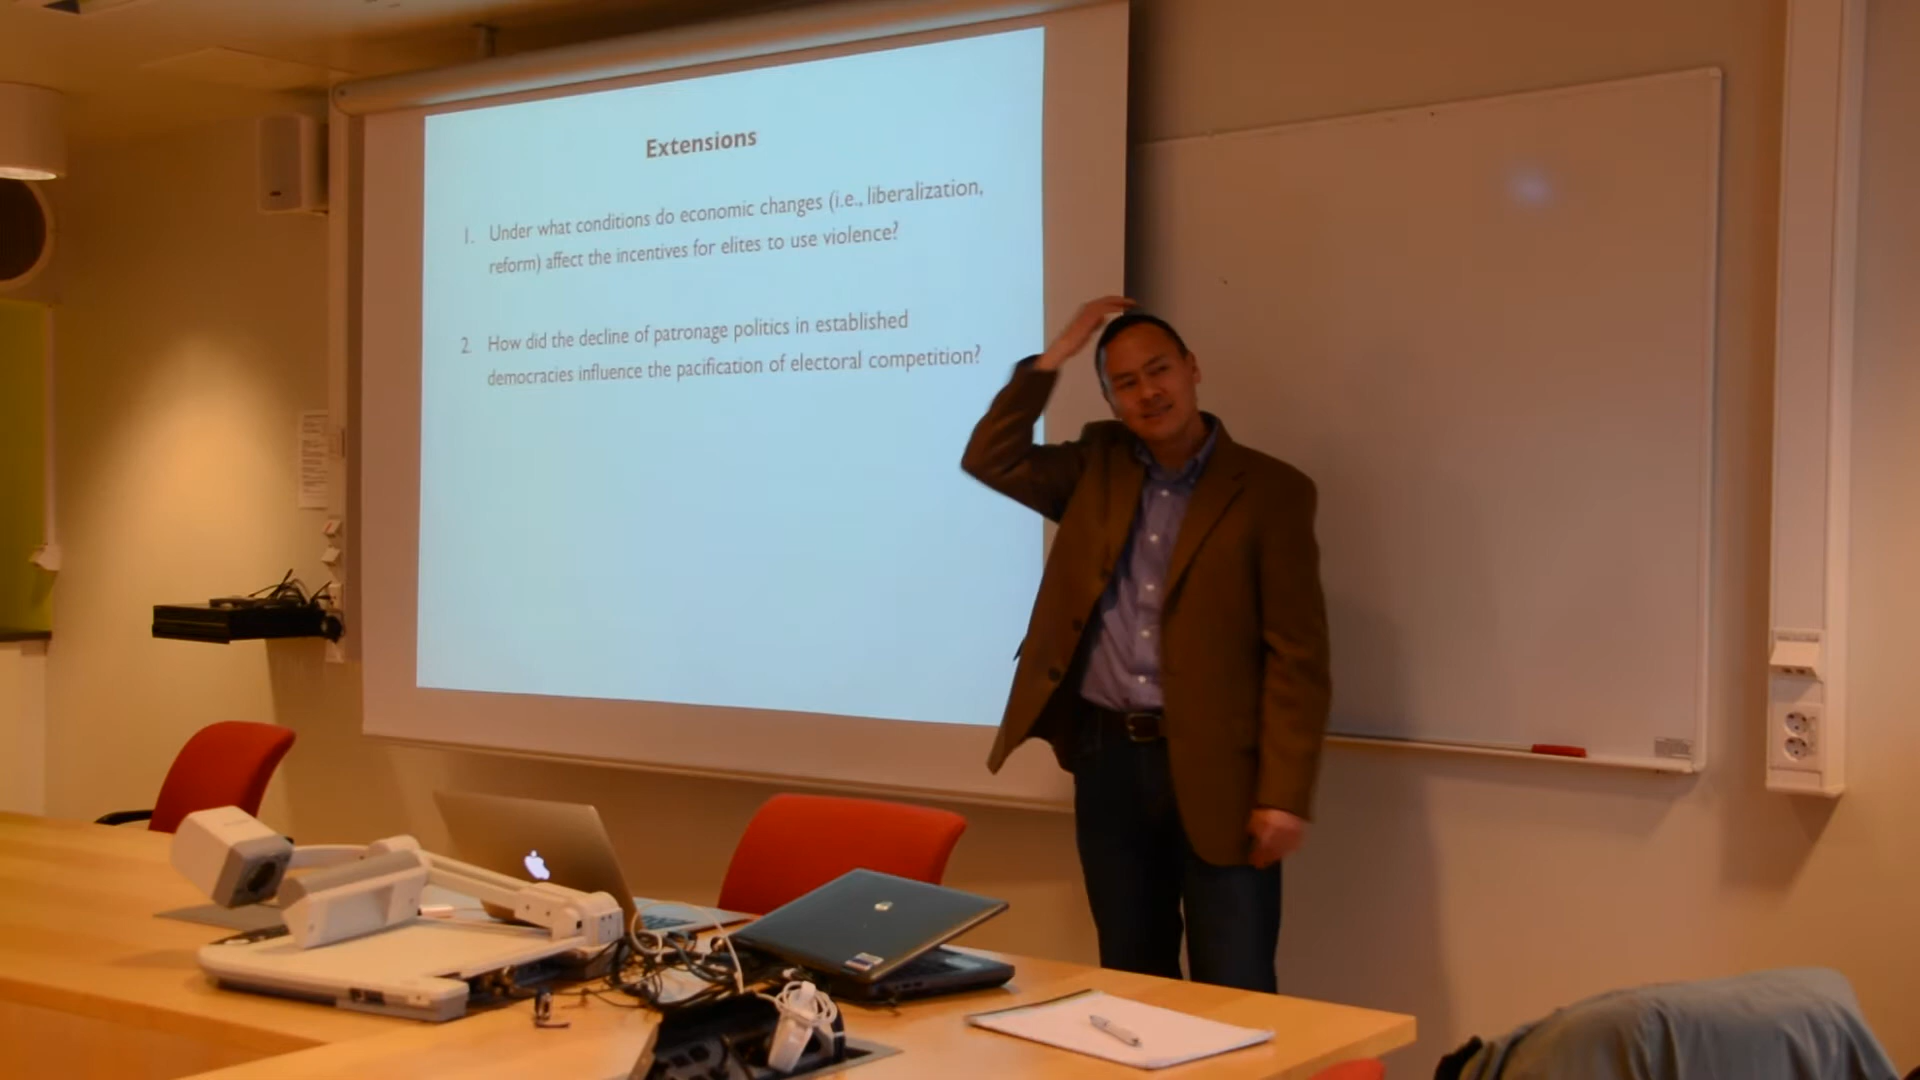 Extensions
1. Under what conditions do economic changes (i.e., liberalization,
reform) affect the incentives for elites to use violence?
2. How did the decline of patronage politics in established
democracies influence the pacification of electoral competition?